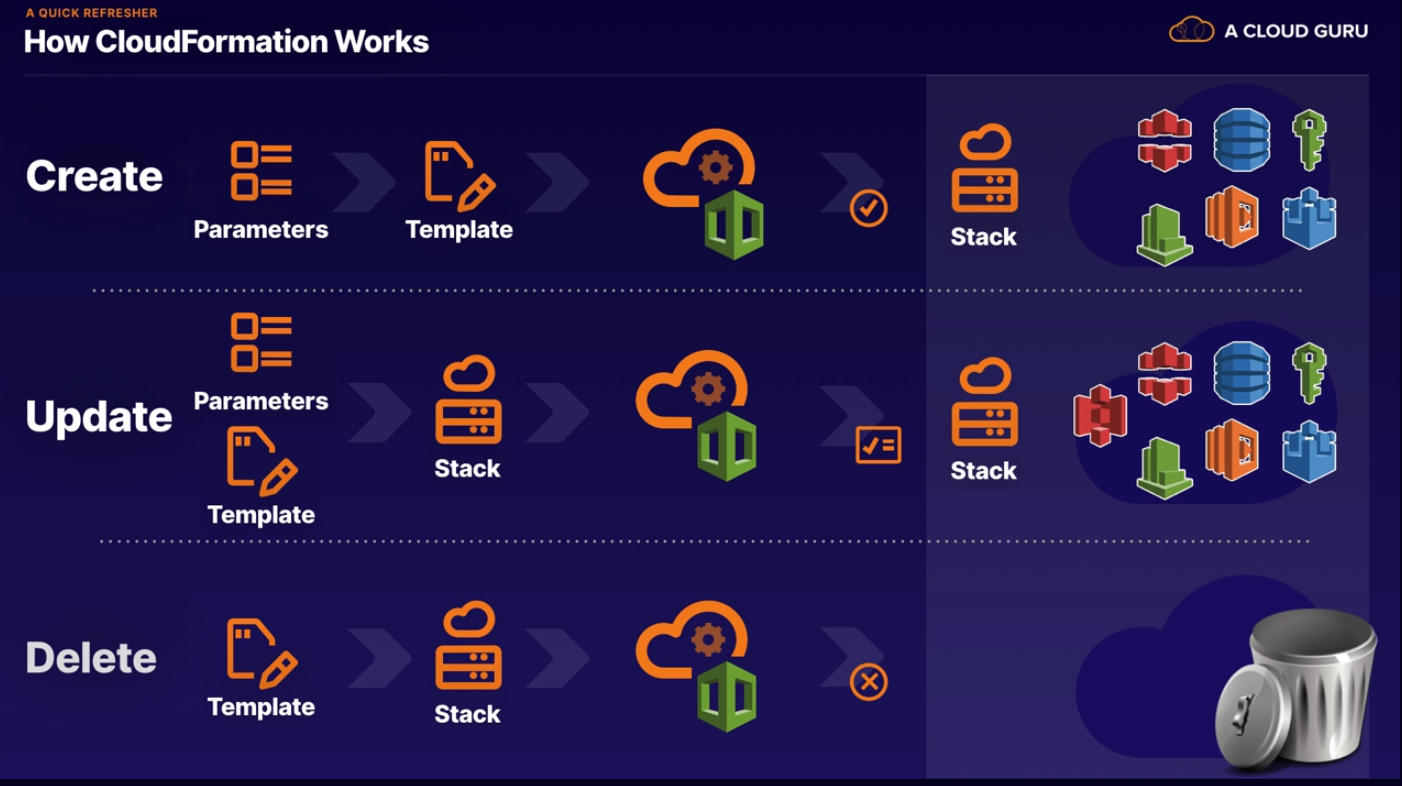 A QUICK REFRESHER
How CloudFormation Works
A CLOUD GURU
Create
Parameters
Template
Stack
Update
Parameters
Template
Stack
Stack
Delete
Template
Stack